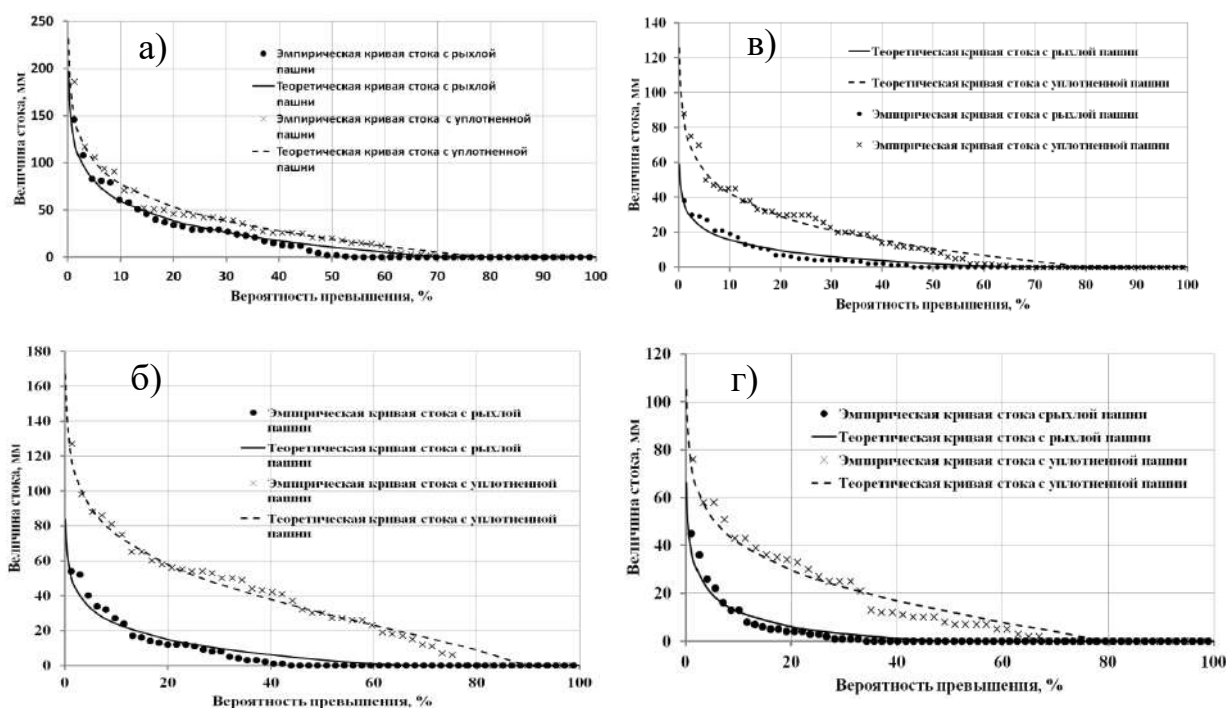 а)
Величина стока, мм
250
200
150
100
50
0
Эмпирическая кривая стока с рыхлой
пашни
Теоретическая кривая стока с рыхлой
пашни
Эмпирическая кривая стока с уплотненной
пашни
Теоретическая кривая стока с уплотненной
пашни
0 10 20 30 40 50 60 70 80 90 100
Вероятность превышения, %
в)
Величина стока, мм
140
120
100
80
60
40
20
0
Теоретическая кривая стока с рыхлой пашни
Теоретическая кривая стока с уплотненной пашни
Эмпирическая кривая стока с рыхлой пашни
Эмпирическая кривая стока с уплотненной пашни
0 10 20 30 40 50 60 70 80 90 100
Вероятность превышения, %
б)
Величина стока, мм
180
160
140
120
100
80
60
40
20
0
Эмпирическая кривая стока с рыхлой
пашни
Теоретическая кривая стока с рыхлой
пашни
Эмпирическая кривая стока с уплотненной
пашни
Теоретическая кривая стока с уплотненной
пашни
0 20 40 60 80 100
Вероятность превышения, %
г)
Величина стока, мм
120
100
80
60
40
20
0
Эмпирическая кривая стока срыхлой пашни
Теоретическая кривая стока с рыхлой пашни
Эмпирическая кривая стока с уплотненной пашни
Теоретическая кривая стока с уплотненной пашни
0 20 40 60 80 100
Вероятность превышения, %